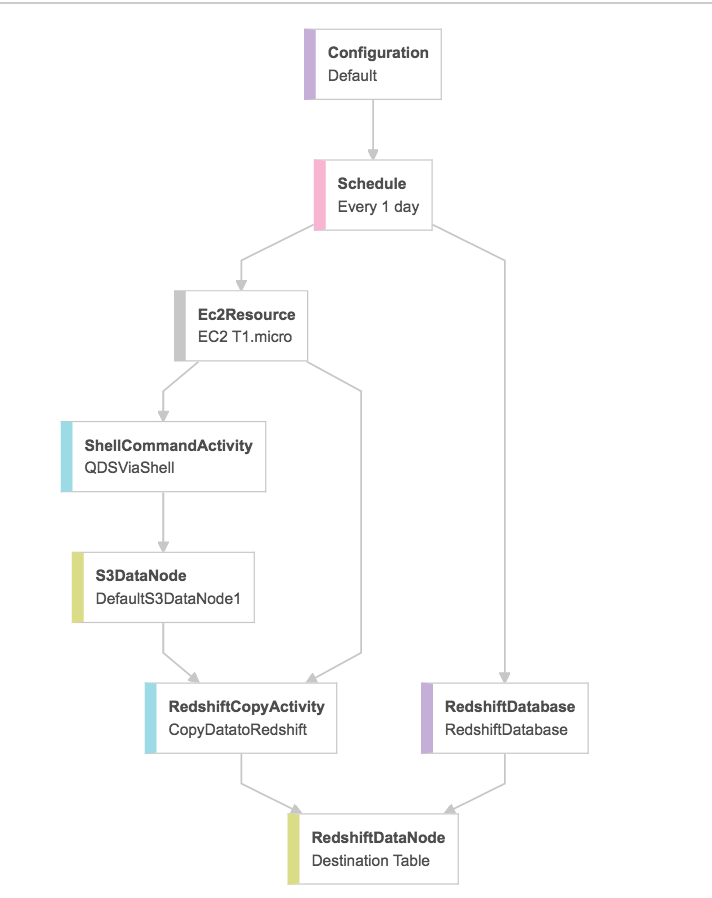 Configuration
Default
Schedule
Every 1 day
Ec2Resource
EC2 T1.micro
ShellCommandActivity
QDSViaShell
S3DataNode
DefaultS3DataNode1
RedshiftCopyActivity
CopyDatatoRedshift
RedshiftDatabase
RedshiftDatabase
RedshiftDataNode
Destination Table